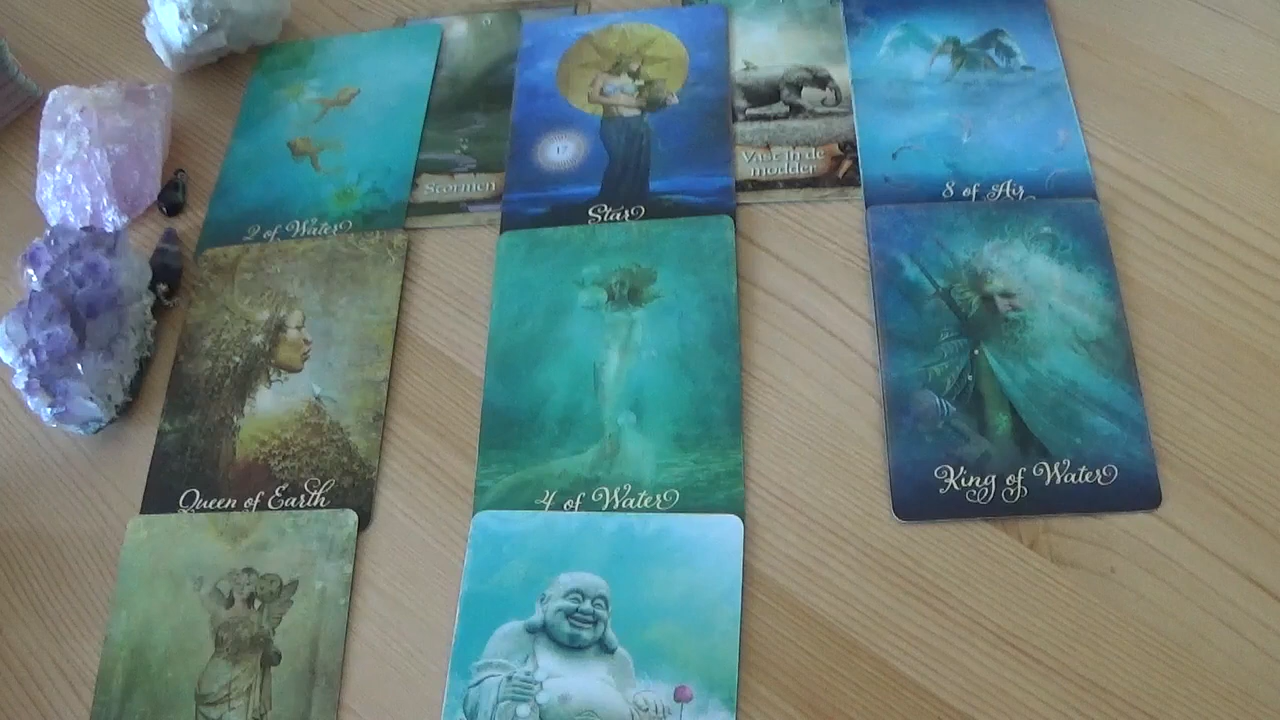 2 of Water
Stormen
17
Star
Vast in de
modder
8 of Air
Queen of Earth
4 of Water
King of Water